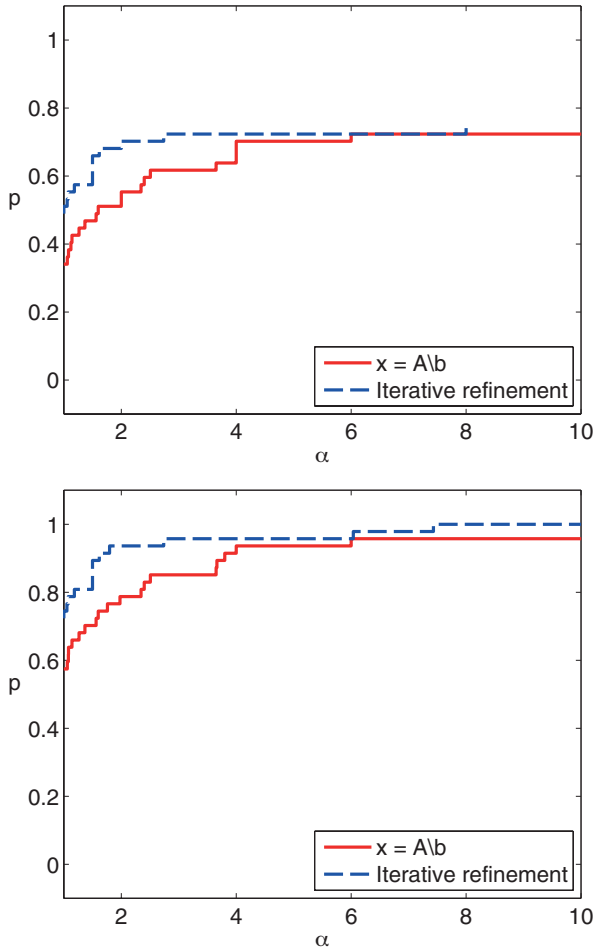 1
0.8
0.6
p
0.4
0.2
0
x = A\b
Iterative refinement
2 4 6 8 10
α
1
0.8
0.6
p
0.4
0.2
0
x = A\b
Iterative refinement
2 4 6 8 10
α